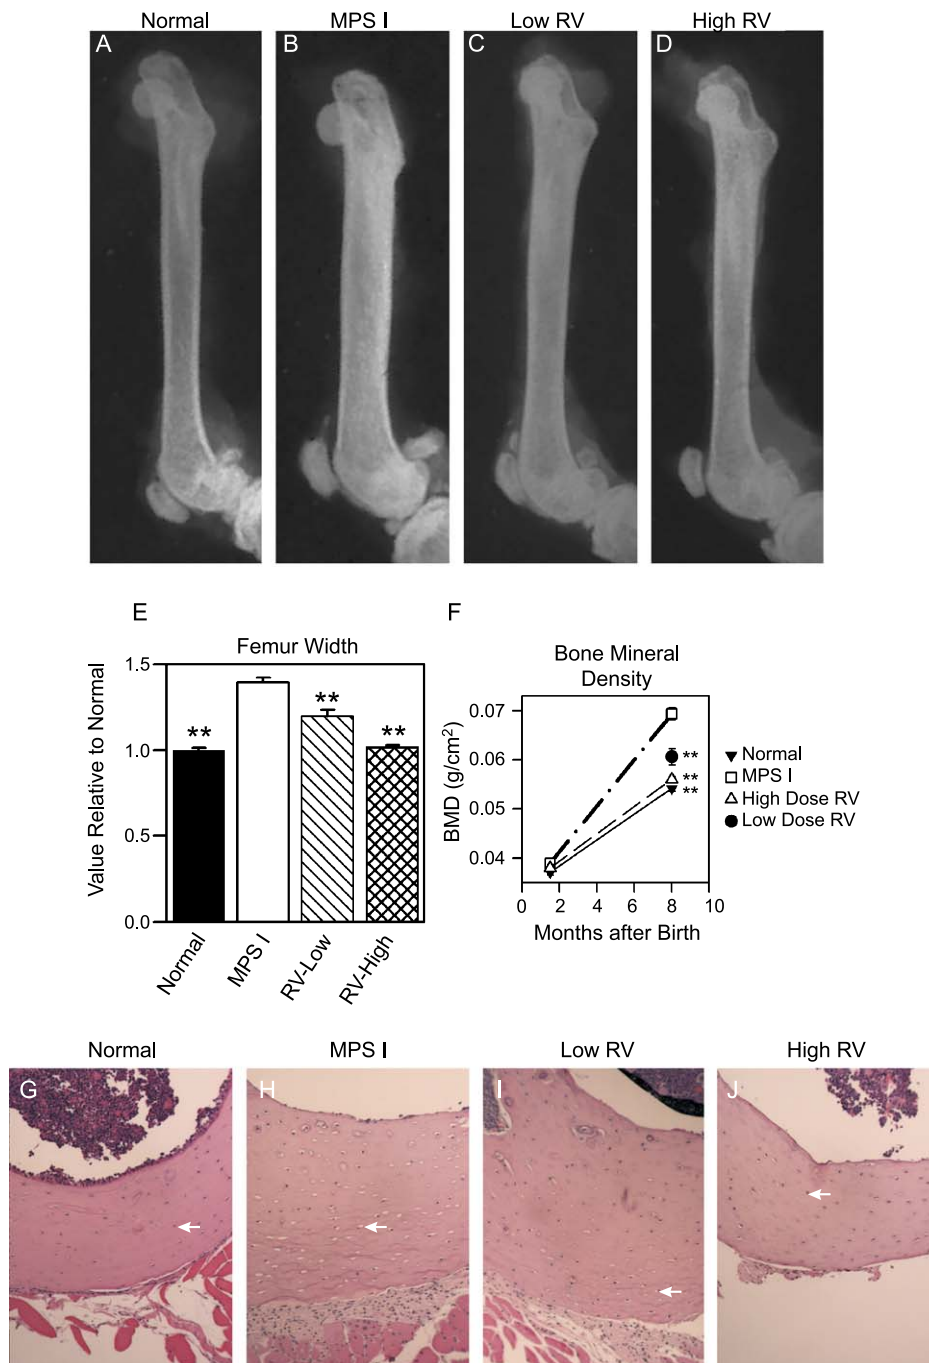 Normal MPS I Low RV High RV
A B C D
E F
Femur Width
Value Relative to Normal
1.5
1.0
0.5
0.0
** ** **
Normal MPS I RV-Low RV-High
Bone Mineral
Density
BMD (g/cm2)
0.07
0.06
0.05
0.04
**
**
**
0 2 4 6 8 10
Months after Birth
Normal
MPS I
High Dose RV
Low Dose RV
Normal MPS I Low RV High RV
G H I J